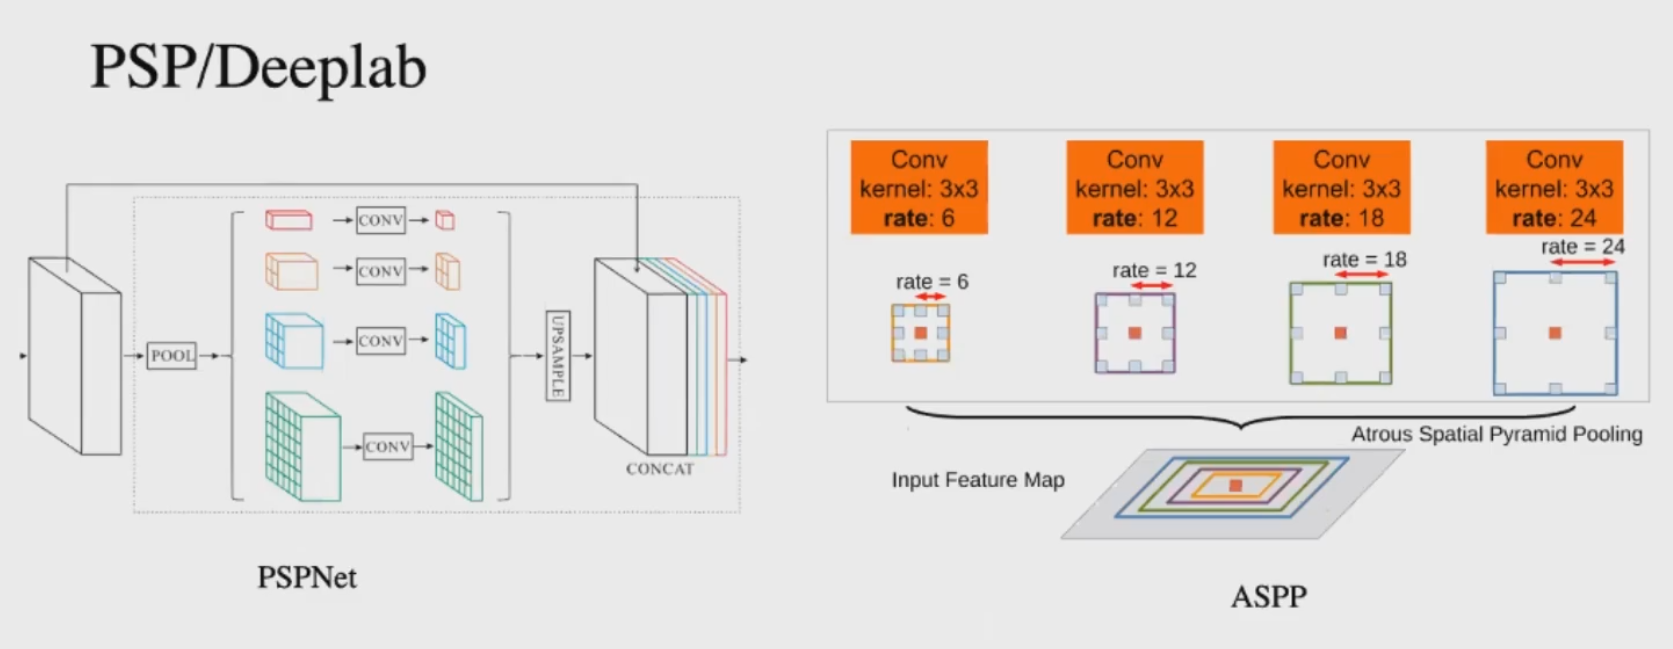 PSP/Deeplab
POOL
CONV
CONV
CONV
CONV
UPSAMPLE
CONCAT
PSPNet
Conv
kernel: 3x3
rate: 6
Conv
kernel: 3x3
rate: 12
Conv
kernel: 3x3
rate: 18
Conv
kernel: 3x3
rate: 24
rate = 6
rate = 12
rate = 18
rate = 24
Atrous Spatial Pyramid Pooling
Input Feature Map
ASPP